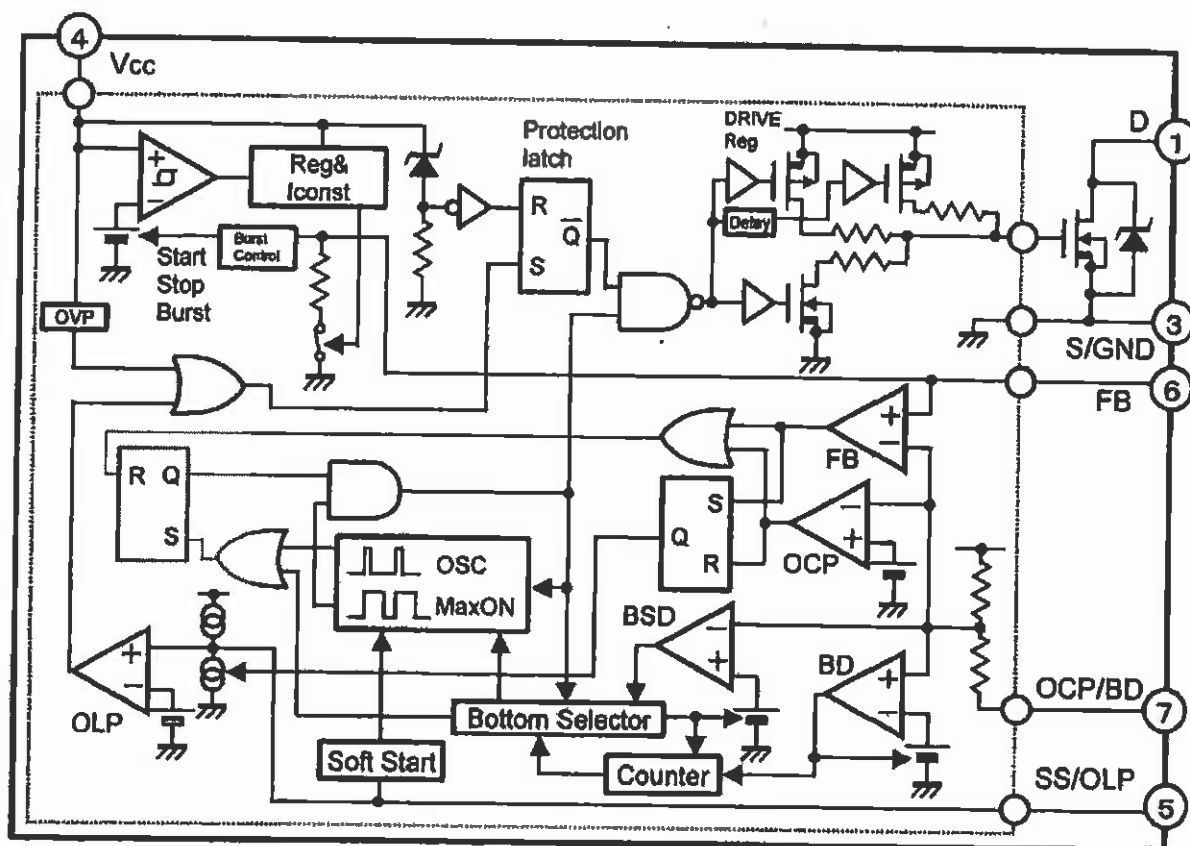 4
Vcc
DRIVE
Reg
D
1
Protection
latch
Reg&
Iconst
+
−
R
Q
S
Delay
Burst
Control
Start
Stop
Burst
OVP
3
S/GND
6
FB
+
−
FB
R Q
S
S
Q
R
−
+
OCP
OSC
MaxON
BSD
−
+
BD
+
−
+
−
OLP
OCP/BD
7
Bottom Selector
Soft Start
Counter
SS/OLP
5